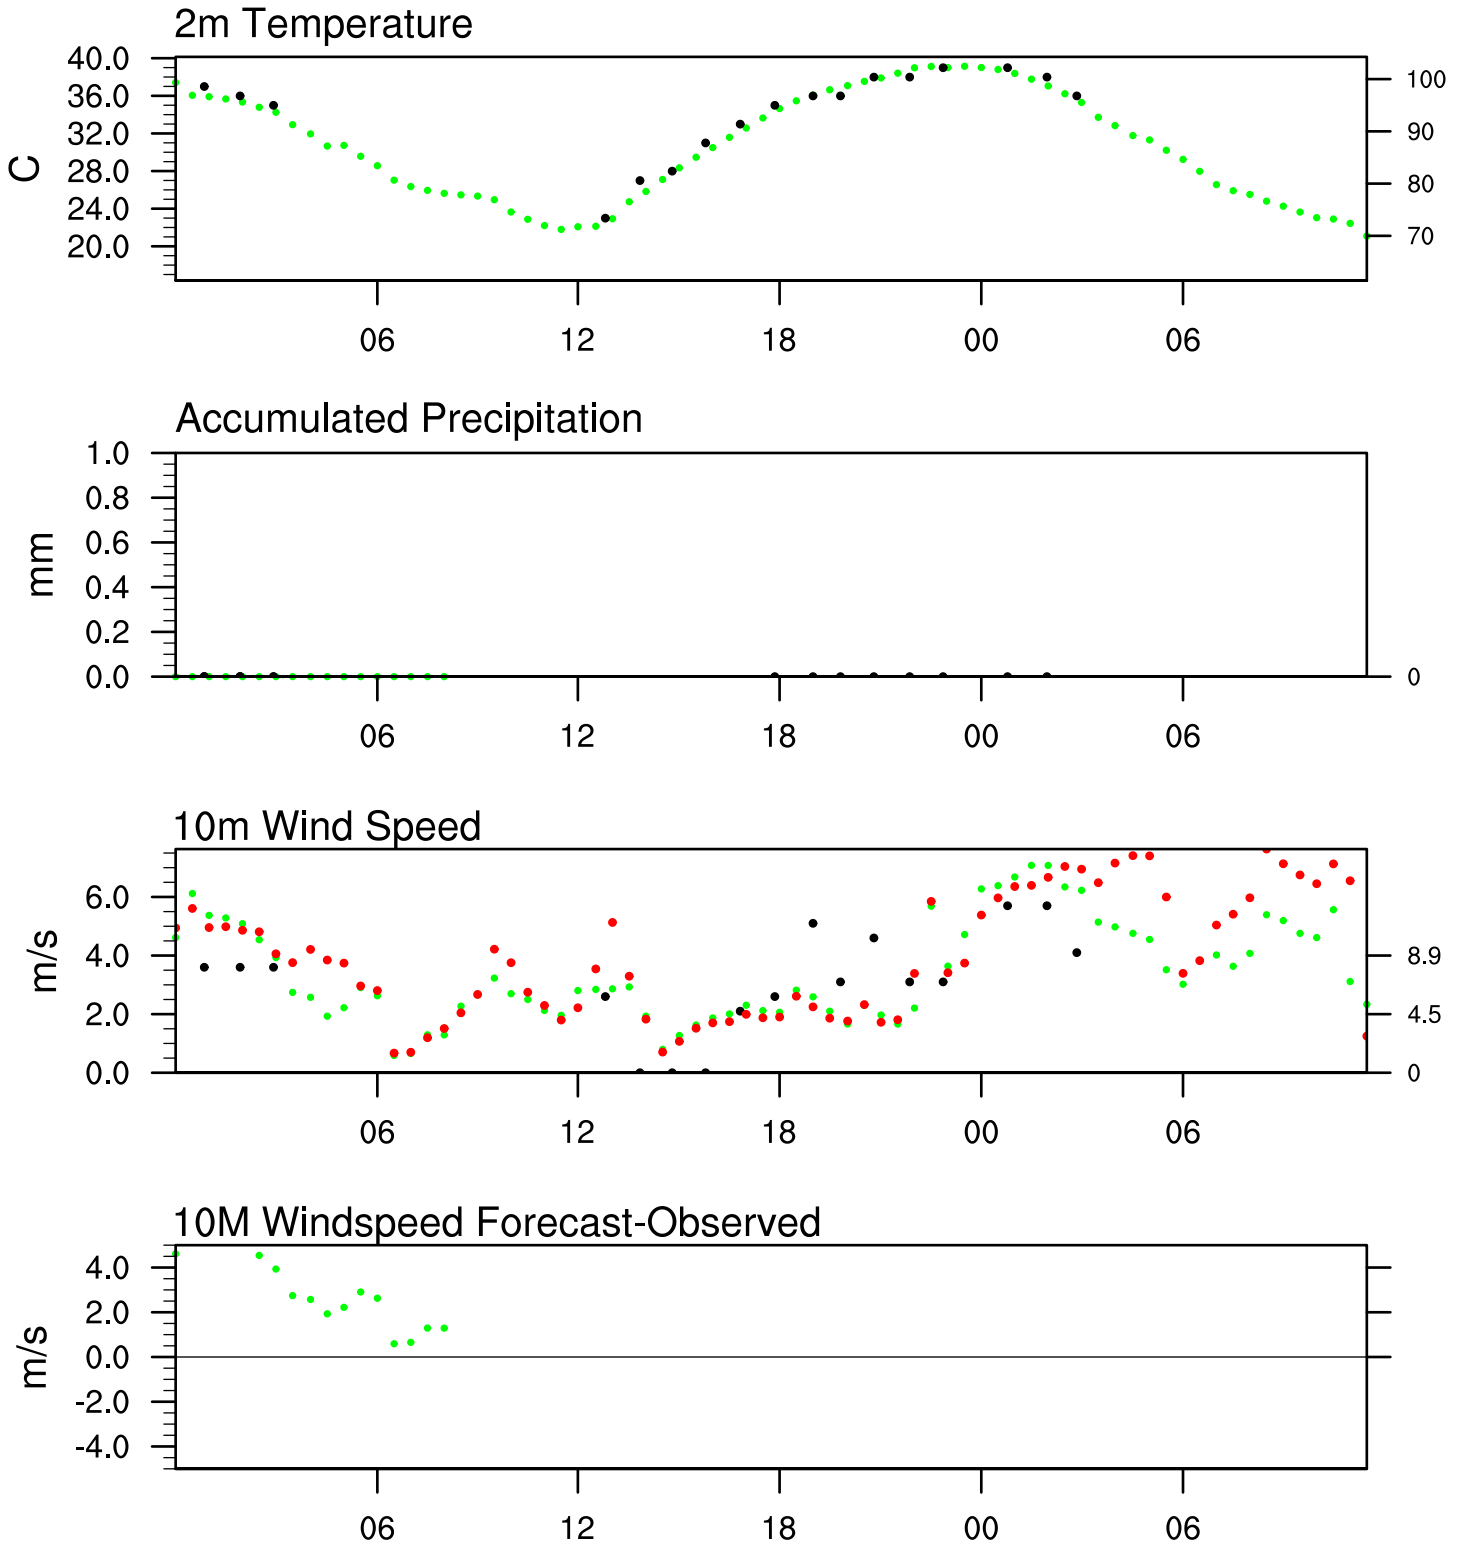 2m Temperature
40.0
36.0
32.0
28.0
24.0
20.0
C
100
90
80
70
06 12 18 00 06
Accumulated Precipitation
1.0
0.8
0.6
0.4
0.2
0.0
mm
0
06 12 18 00 06
10m Wind Speed
6.0
4.0
2.0
0.0
m/s
8.9
4.5
0
06 12 18 00 06
10M Windspeed Forecast-Observed
4.0
2.0
0.0
-2.0
-4.0
m/s
06 12 18 00 06